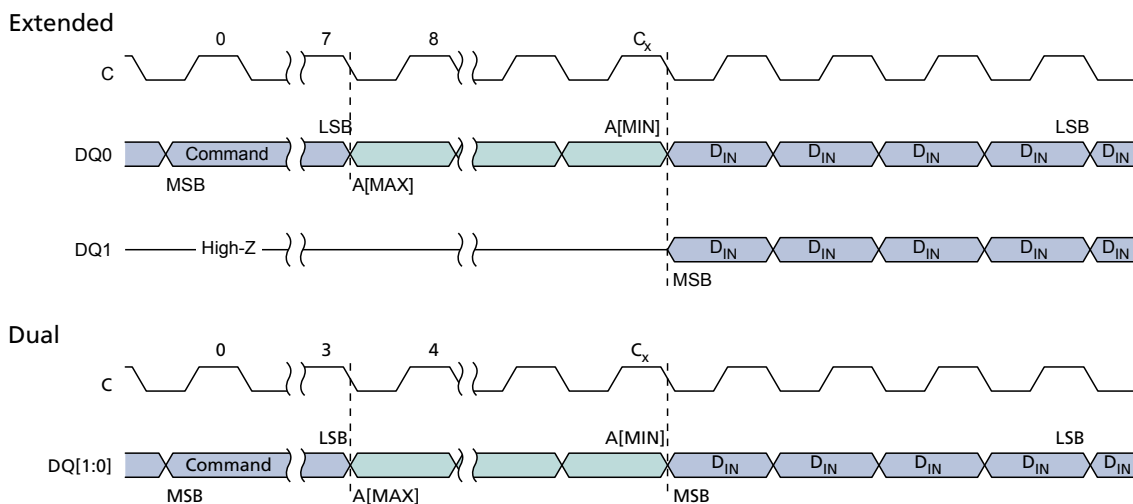 Extended
0 7 8 Cx
C
LSB A[MIN] LSB
DQ0 Command DIN DIN DIN DIN DIN
MSB A[MAX]
DQ1 High-Z DIN DIN DIN DIN DIN
MSB
Dual
0 3 4 Cx
C
LSB A[MIN] LSB
DQ[1:0] Command DIN DIN DIN DIN DIN
MSB A[MAX] MSB